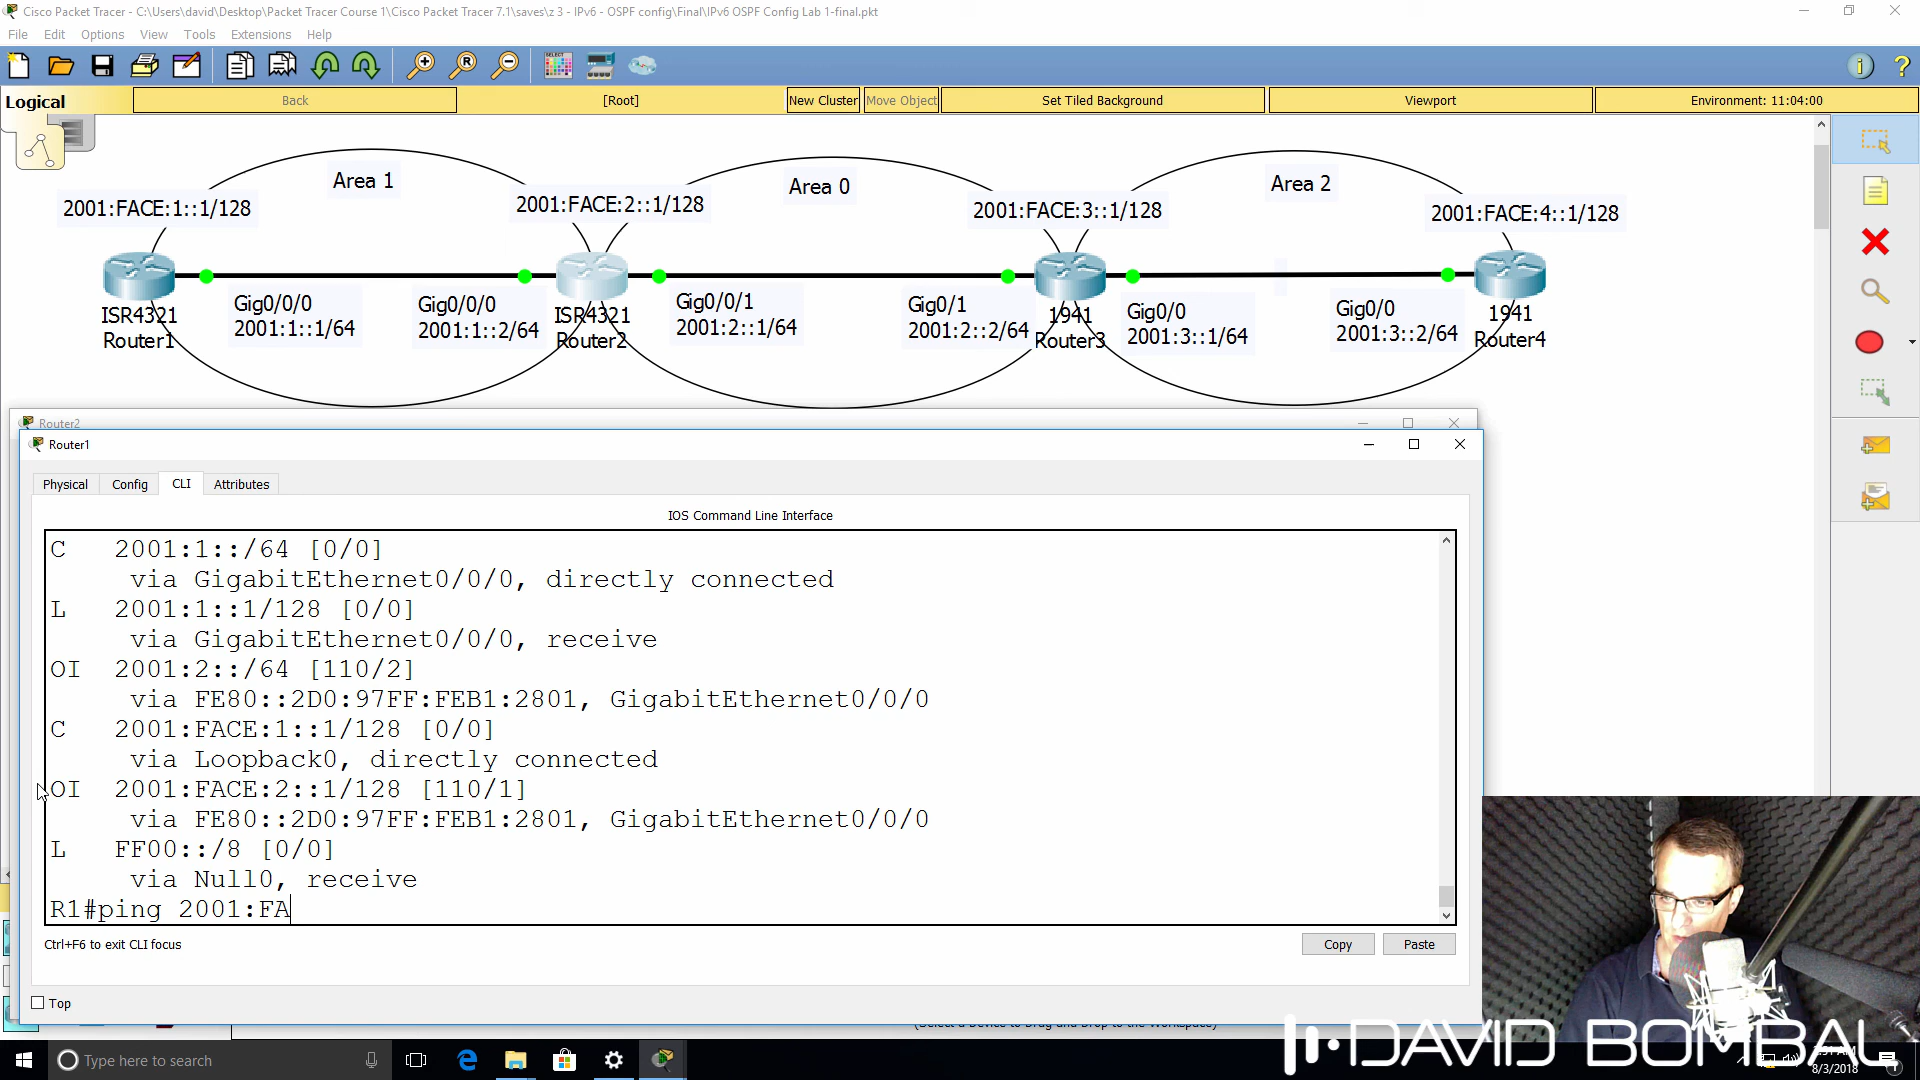 Cisco Packet Tracer - C:\Users\david\Desktop\Packet Tracer Course 1\Cisco Packet Tracer 7.1\saves\z 3 - IPv6 - OSPF config\Final\IPv6 OSPF Config Lab 1-final.pkt
File Edit Options View Tools Extensions Help
Logical Back [Root] New Cluster Move Object Set Tiled Background Viewport Environment: 11:04:00
Area 1
Area 0
Area 2
2001:FACE:1::1/128
2001:FACE:2::1/128
2001:FACE:3::1/128
2001:FACE:4::1/128
ISR4321
Router1
Gig0/0/0
2001:1::1/64
Gig0/0/0
2001:1::2/64
ISR4321
Router2
Gig0/0/1
2001:2::1/64
Gig0/1
2001:2::2/64
1941
Router3
Gig0/0
2001:3::1/64
Gig0/0
2001:3::2/64
1941
Router4
Router2
Router1
Physical Config CLI Attributes
IOS Command Line Interface
C 2001:1::/64 [0/0]
via GigabitEthernet0/0/0, directly connected
L 2001:1::1/128 [0/0]
via GigabitEthernet0/0/0, receive
OI 2001:2::/64 [110/2]
via FE80::2D0:97FF:FEB1:2801, GigabitEthernet0/0/0
C 2001:FACE:1::1/128 [0/0]
via Loopback0, directly connected
OI 2001:FACE:2::1/128 [110/1]
via FE80::2D0:97FF:FEB1:2801, GigabitEthernet0/0/0
L FF00::/8 [0/0]
via Null0, receive
R1#ping 2001:FA
Ctrl+F6 to exit CLI focus
Copy Paste
Top
(Select a Device to Drag and Drop to the Workspace)
DAVID BOMBAL
Type here to search
8/3/2018